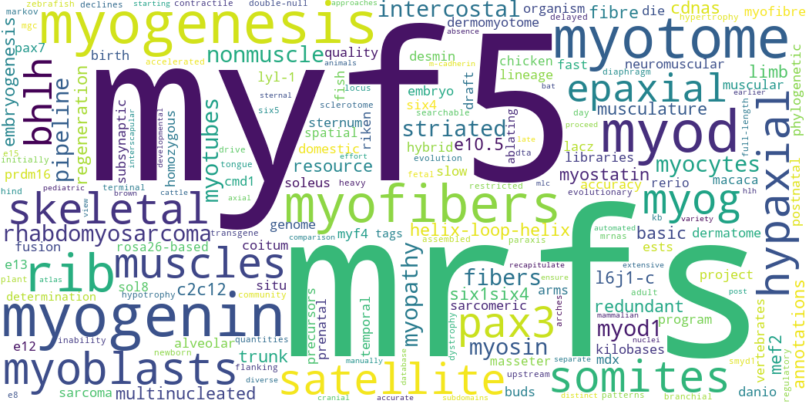 zebrafish declines starting contractile double-null approaches
intercostal organism fibre die cdnas
markov mgc pax7
myogenesis
dermomyotome
birth nonmuscle quality desmin chicken fast delayed hypertrophy myofibre
absence m-cadherin earlier
myotome
embryogenesis bhlh pipeline regeneration
myf5
lyl-1 fish locus embryo lineage neuromuscular limb
animals sternal diaphragm bat
epaxial muscular phylogenetic
six5 sclerotome six4 draft
subsynaptic interscapular developmental homozygous myotubes
spatial sternum riken striated searchable musculature
drive domestic hybrid e10.5 ablating late lacz libraries
myod day full-length
n15 initially prdm16
tongue resource effort evolution dta proceed
myocytes
hind pediatric brown cattle cmd1 soleus heavy slow restricted mlc myostatin accuracy rerio macaca
terminal view axial fetal evolutionary kb variety hlh
skeletal
transgene genome
myofibers
basic myog dermatome hypaxial postnatal
rhabdomyosarcoma coitum comparison myf4 tags helix-loop-helix
fusion rosa26-based assembled paraxis automated mrnas
e13 rib muscles situ
mrfs
fibers recapitulate ensure extensive ests project
plant atlas sol8 c2c12 six1six4 arms l6j1-c adult post
determination hypotrophy precursors prenatal temporal myopathy sarcomeric redundant program
myogenin
community pax3 arches myod1 mammalian nuclei vertebrates annotations
e12 inability alveolar manually dystrophy myosin kilobases mef2
quantities trunk masseter upstream mdx smyd1
newborn flanking database separate
myoblasts
diverse satellite somites regulatory
sarcoma multinucleated cranial accurate subdomains buds distinct patterns branchial danio
e8